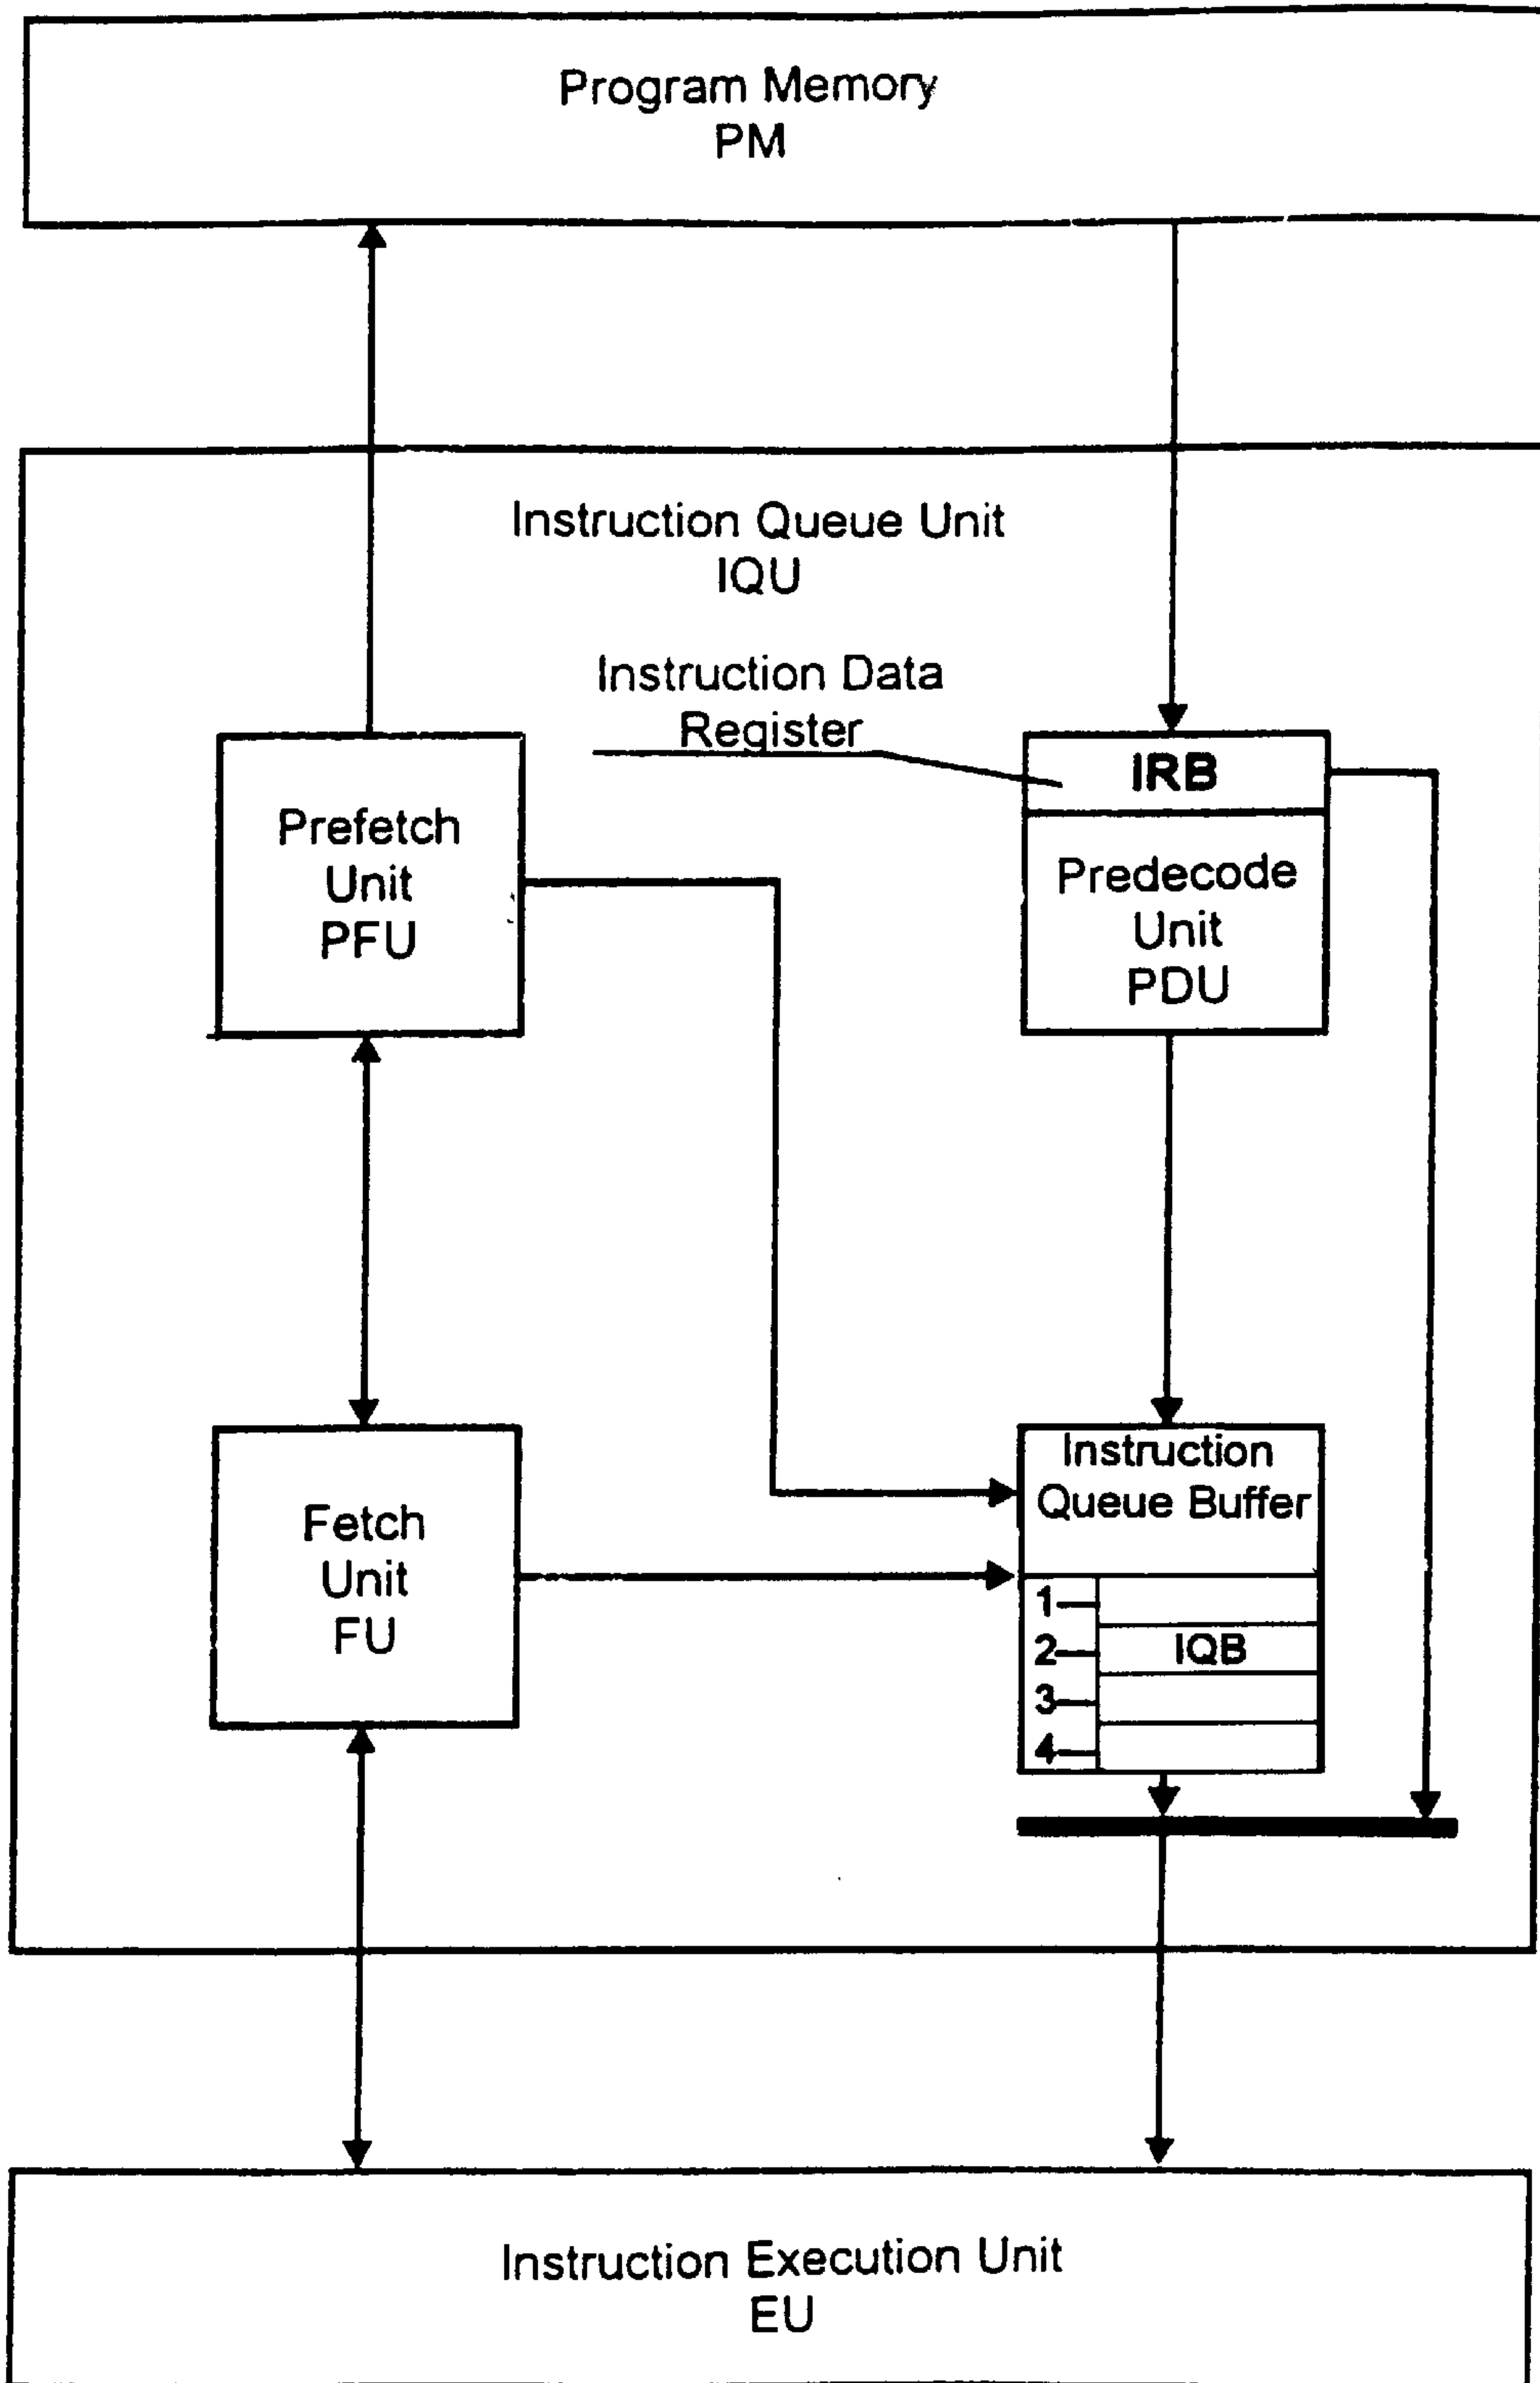 Program Memory
PM
Instruction Queue Unit
IQU
Instruction Data
Register
IRB
Prefetch
Unit
PFU
Predecode
Unit
PDU
Fetch
Unit
FU
Instruction
Queue Buffer
1
2
IQB
3
4
Instruction Execution Unit
EU